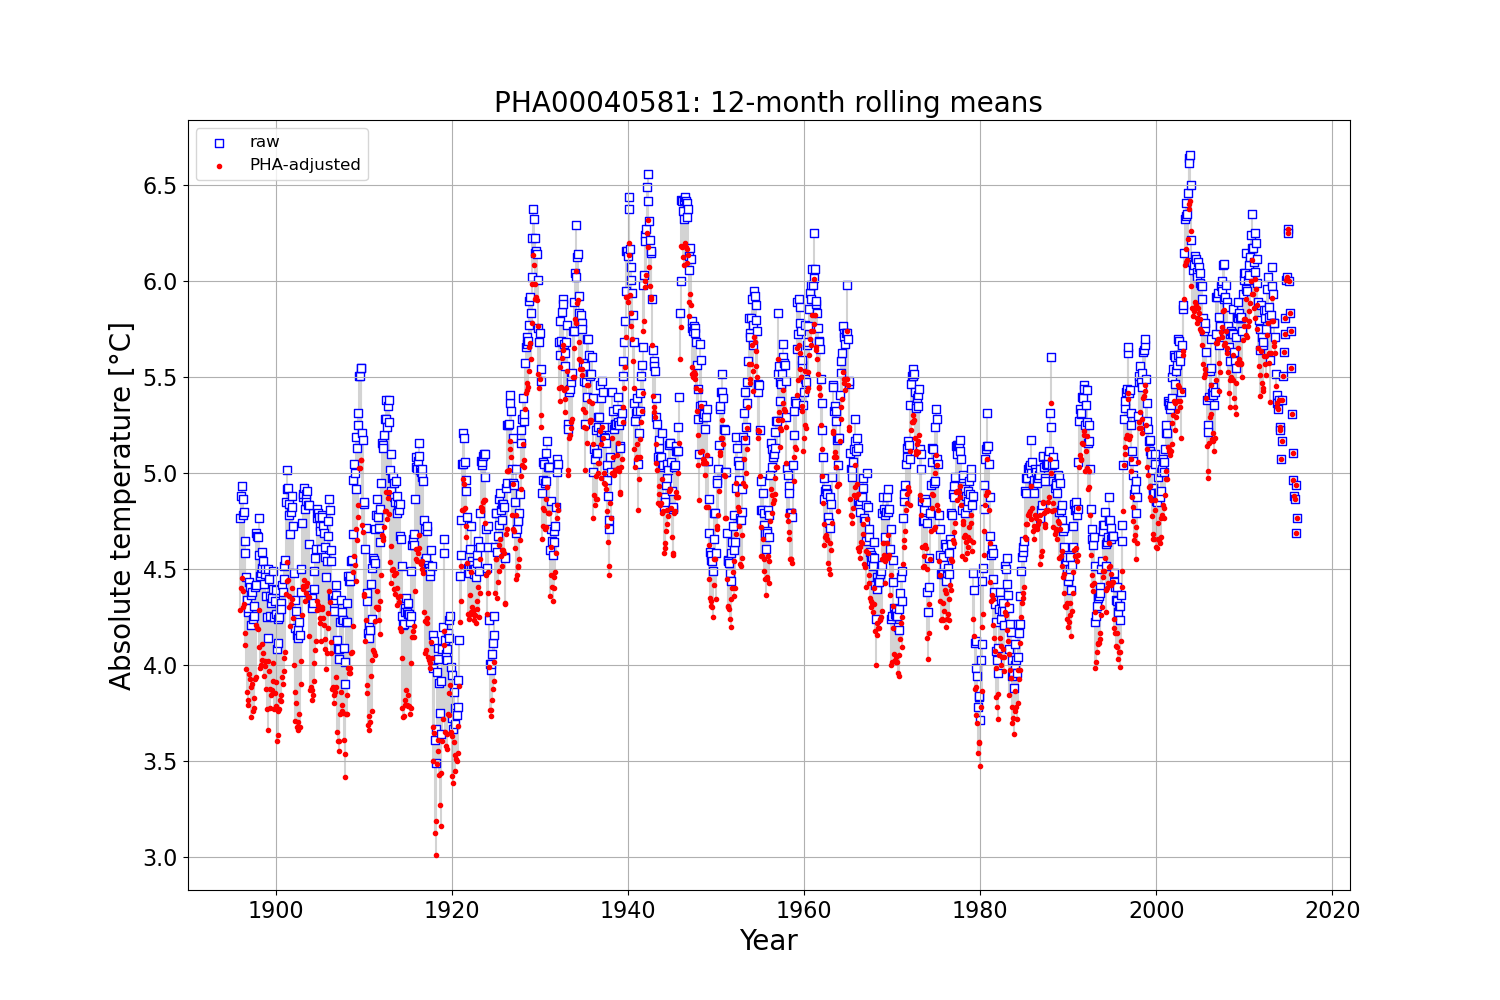 PHA00040581: 12-month rolling means
raw
PHA-adjusted
Absolute temperature [°C]
6.5
6.0
5.5
5.0
4.5
4.0
3.5
3.0
1900 1920 1940 1960 1980 2000 2020
Year